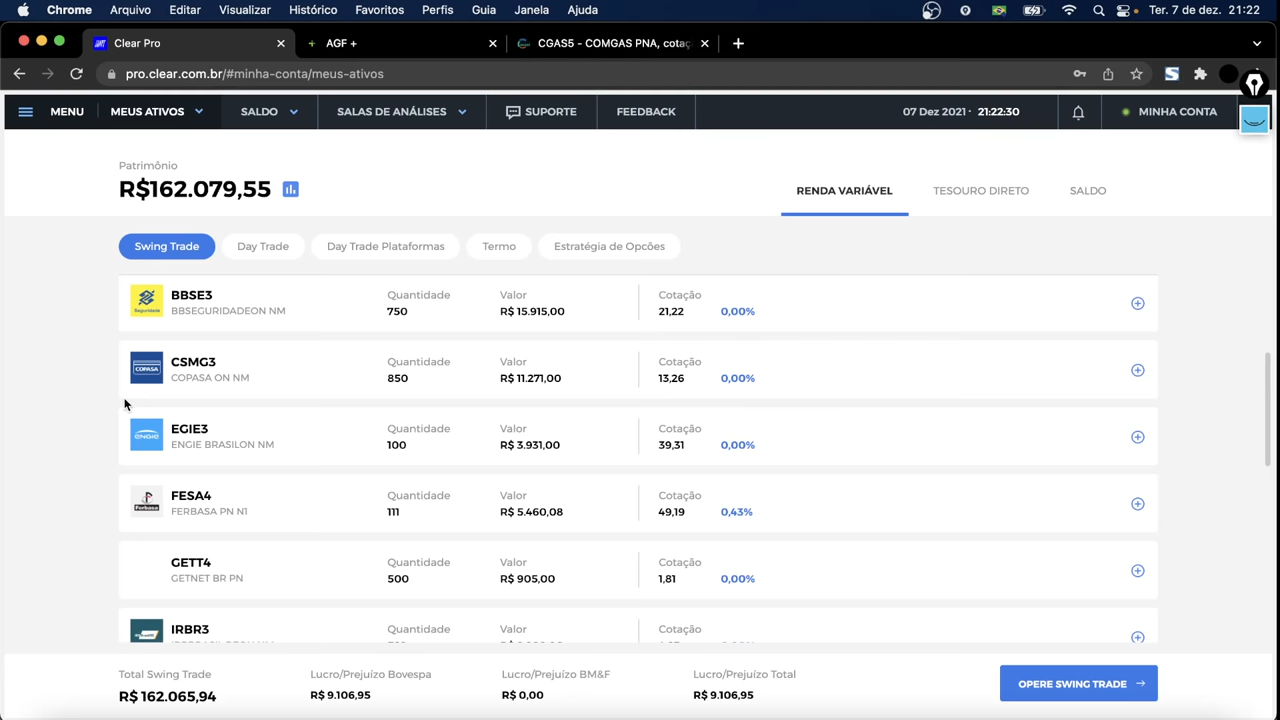 Chrome Arquivo Editar Visualizar Histórico Favoritos Perfis Guia Janela Ajuda Ter. 7 de dez. 21:22
Clear Pro AGF + CGAS5 - COMGAS PNA, cotaç
pro.clear.com.br/#minha-conta/meus-ativos
MENU MEUS ATIVOS SALDO SALAS DE ANÁLISES SUPORTE FEEDBACK 07 Dez 2021 · 21:22:30 MINHA CONTA
Patrimônio
R$162.079,55
RENDA VARIÁVEL TESOURO DIRETO SALDO
Swing Trade Day Trade Day Trade Plataformas Termo Estratégia de Opções
BBSE3 Quantidade Valor Cotação
BBSEGURIDADEON NM 750 R$ 15.915,00 21,22 0,00%
CSMG3 Quantidade Valor Cotação
COPASA ON NM 850 R$ 11.271,00 13,26 0,00%
EGIE3 Quantidade Valor Cotação
ENGIE BRASILON NM 100 R$ 3.931,00 39,31 0,00%
FESA4 Quantidade Valor Cotação
FERBASA PN N1 111 R$ 5.460,08 49,19 0,43%
GETT4 Quantidade Valor Cotação
GETNET BR PN 500 R$ 905,00 1,81 0,00%
IRBR3 Quantidade Valor Cotação
Total Swing Trade Lucro/Prejuízo Bovespa Lucro/Prejuízo BM&F Lucro/Prejuízo Total
R$ 162.065,94 R$ 9.106,95 R$ 0,00 R$ 9.106,95
OPERE SWING TRADE